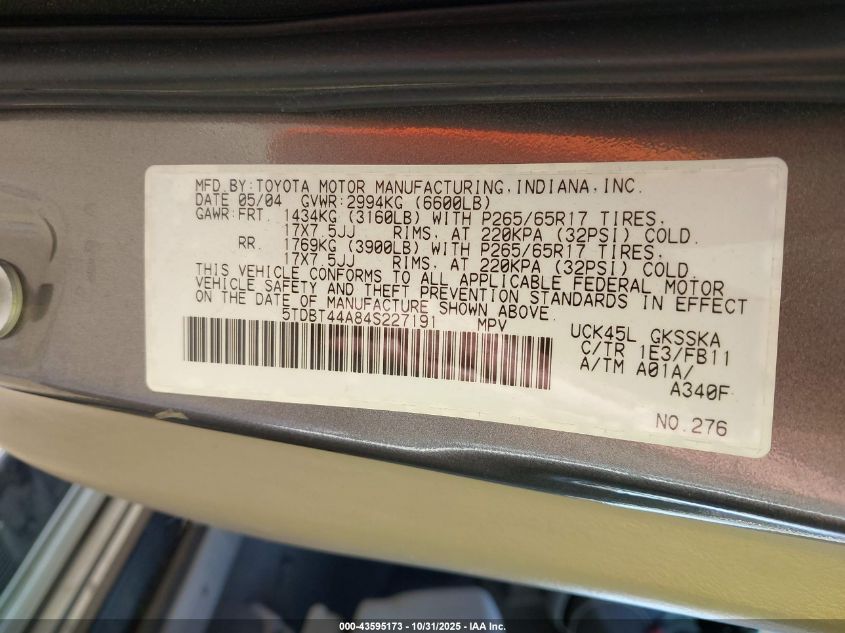 MFD.BY:TOYOTA MOTOR MANUFACTURING,INDIANA,INC.
DATE 05/04 GVWR:2994KG (6600LB)
GAWR:FRT. 1434KG (3160LB) WITH P265/65R17 TIRES,
17X7.5JJ RIMS, AT 220KPA (32PSI) COLD.
RR. 1769KG (3900LB) WITH P265/65R17 TIRES,
17X7.5JJ RIMS, AT 220KPA (32PSI) COLD.
THIS VEHICLE CONFORMS TO ALL APPLICABLE FEDERAL MOTOR
VEHICLE SAFETY AND THEFT PREVENTION STANDARDS IN EFFECT
ON THE DATE OF MANUFACTURE SHOWN ABOVE.
5TDBT44A84S227191 MPV
UCK45L GKSSKA
C/TR 1E3/FB11
A/TM A01A/
A340F
NO.276
000-43595173 - 10/31/2025 - IAA Inc.